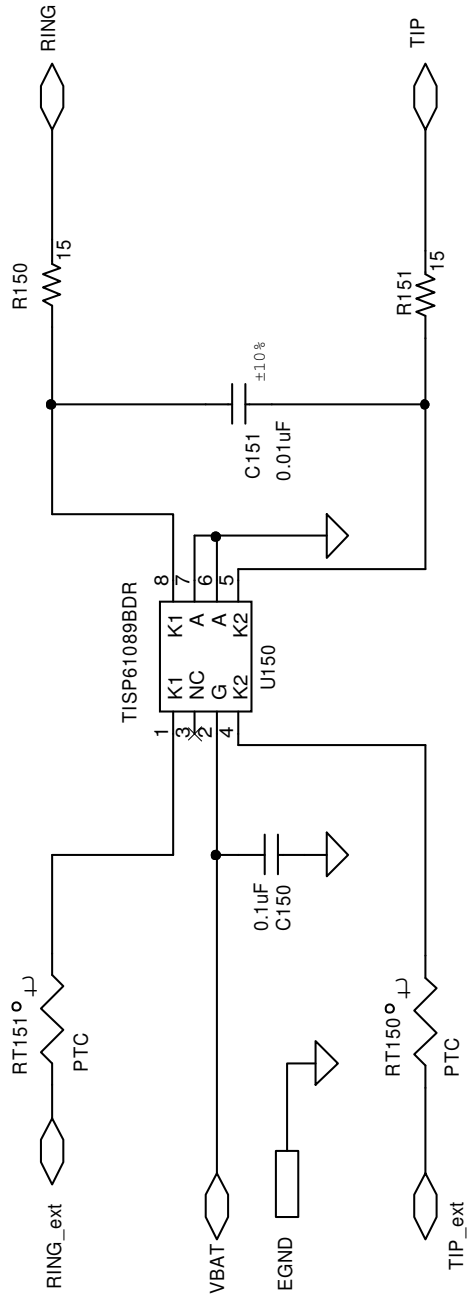 RING
TIP
R150
15
R151
15
±10%
C151
0.01uF
TISP61089BDR
8
7
6
5
K1
A
A
K2
K1
NC
G
K2
U150
1
3
2
4
0.1uF
C150
RT151
PTC
RT150
PTC
RING_ext
VBAT
EGND
TIP_ext